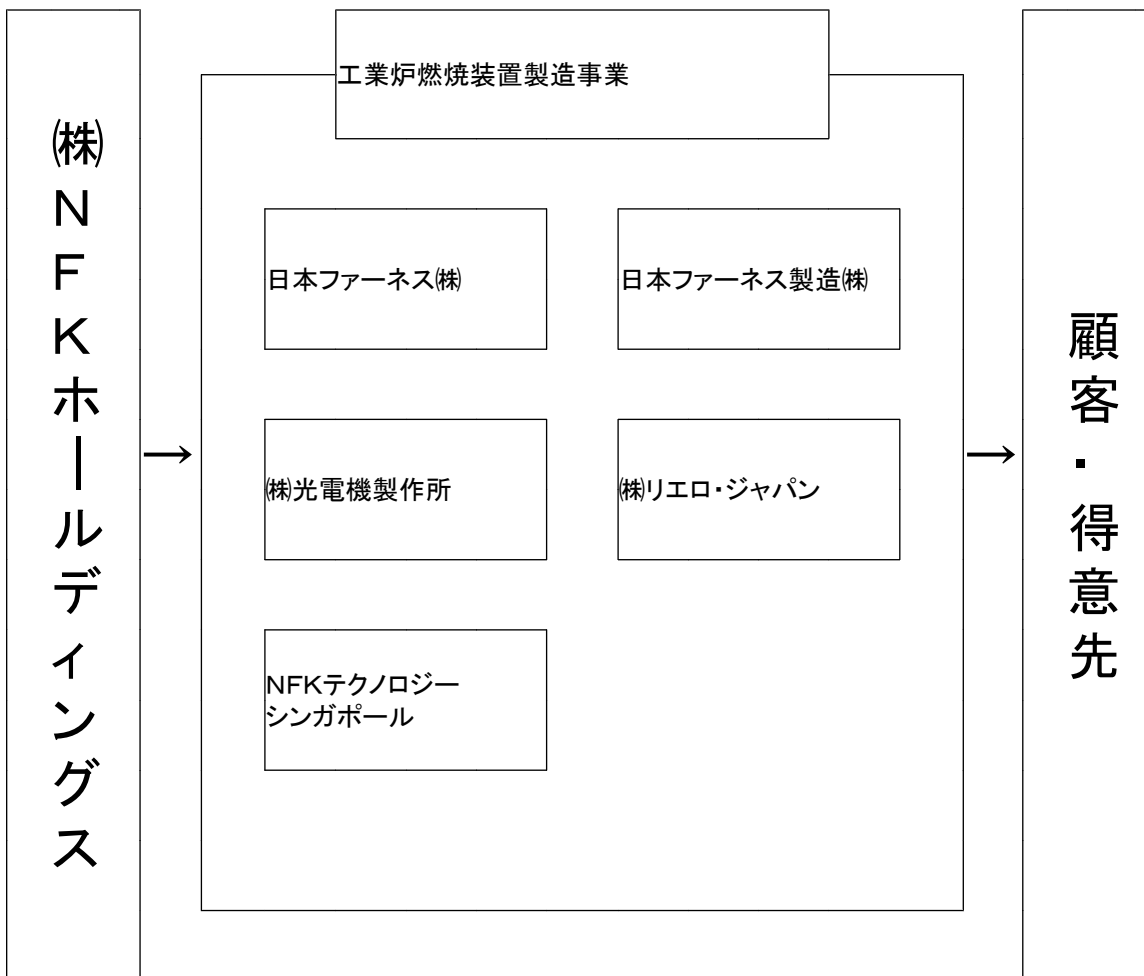 ㈱NFKホールディングス
工業炉燃焼装置製造事業
日本ファーネス㈱
日本ファーネス製造㈱
㈱光電機製作所
㈱リエロ・ジャパン
NFKテクノロジー
シンガポール
→
→
顧客・得意先